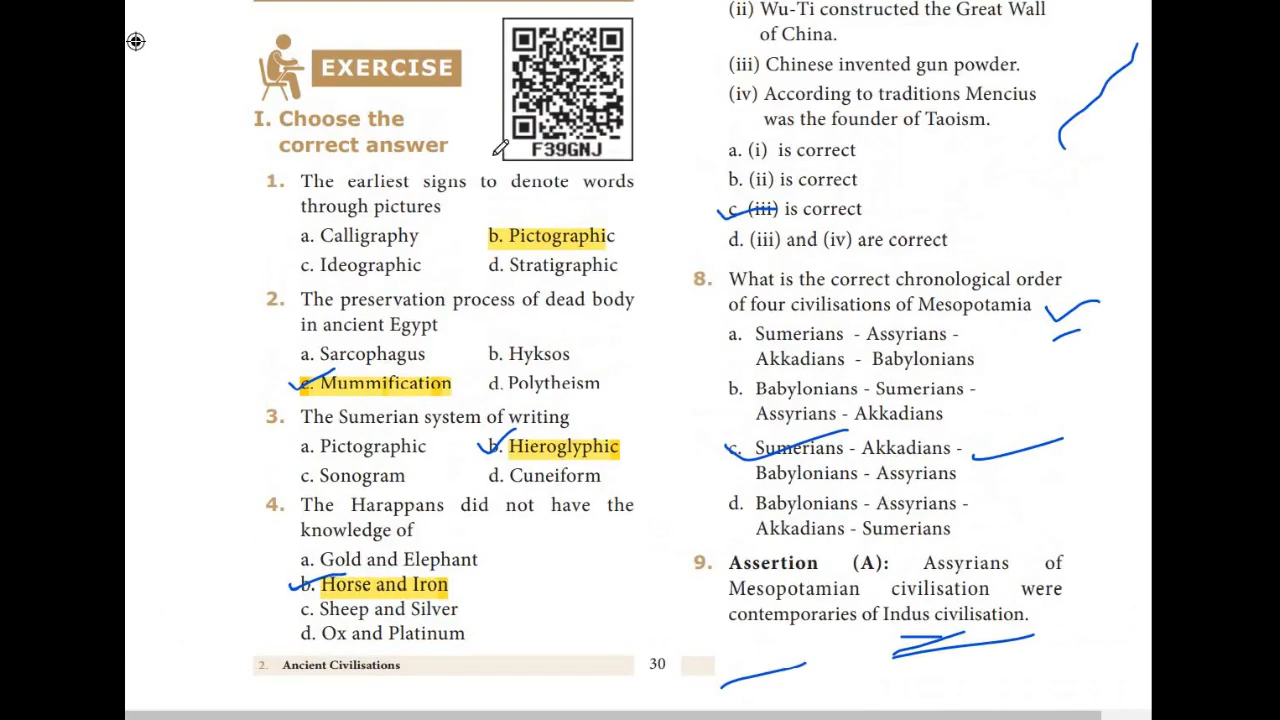 EXERCISE
F39GNJ
I. Choose the
correct answer
1. The earliest signs to denote words
through pictures
a. Calligraphy b. Pictographic
c. Ideographic d. Stratigraphic
2. The preservation process of dead body
in ancient Egypt
a. Sarcophagus b. Hyksos
c. Mummification d. Polytheism
3. The Sumerian system of writing
a. Pictographic b. Hieroglyphic
c. Sonogram d. Cuneiform
4. The Harappans did not have the
knowledge of
a. Gold and Elephant
b. Horse and Iron
c. Sheep and Silver
d. Ox and Platinum
2. Ancient Civilisations
30
(ii) Wu-Ti constructed the Great Wall
of China.
(iii) Chinese invented gun powder.
(iv) According to traditions Mencius
was the founder of Taoism.
a. (i) is correct
b. (ii) is correct
c. (iii) is correct
d. (iii) and (iv) are correct
8. What is the correct chronological order
of four civilisations of Mesopotamia
a. Sumerians - Assyrians -
Akkadians - Babylonians
b. Babylonians - Sumerians -
Assyrians - Akkadians
c. Sumerians - Akkadians -
Babylonians - Assyrians
d. Babylonians - Assyrians -
Akkadians - Sumerians
9. Assertion (A): Assyrians of
Mesopotamian civilisation were
contemporaries of Indus civilisation.